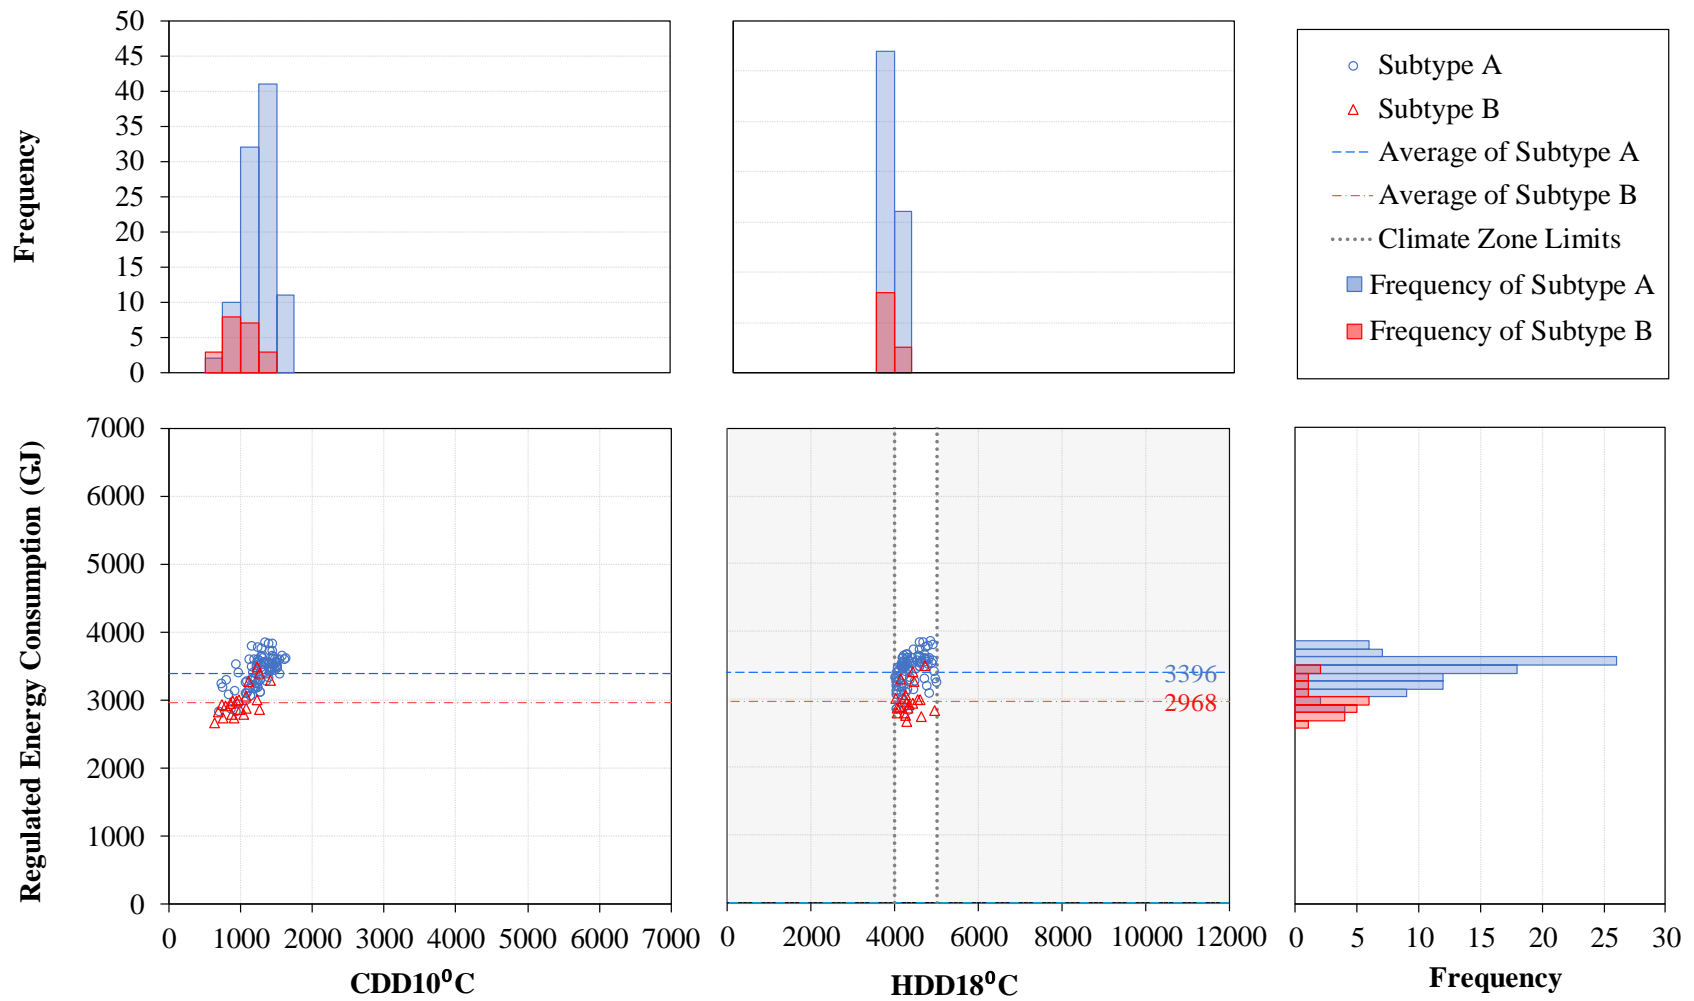 Frequency
50
45
40
35
30
25
20
15
10
5
0
Subtype A
Subtype B
Average of Subtype A
Average of Subtype B
Climate Zone Limits
Frequency of Subtype A
Frequency of Subtype B
Regulated Energy Consumption (GJ)
7000
6000
5000
4000
3000
2000
1000
0
3396
2968
0 1000 2000 3000 4000 5000 6000 7000
CDD10⁰C
0 2000 4000 6000 8000 10000 12000
HDD18⁰C
0 5 10 15 20 25 30
Frequency